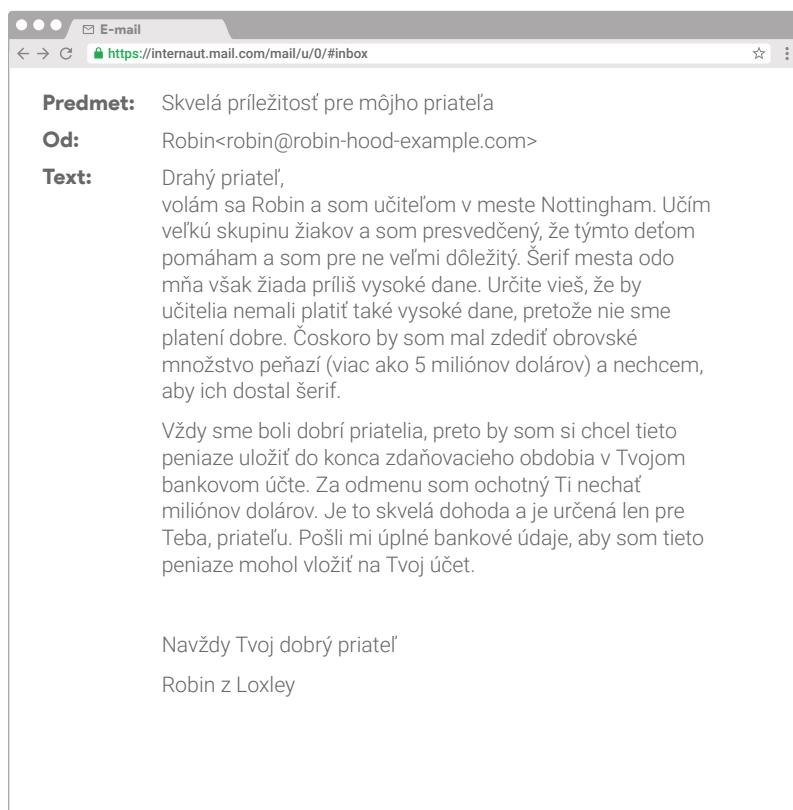 E-mail
https://internaut.mail.com/mail/u/0/#inbox
Predmet: Skvelá príležitosť pre môjho priateľa
Od: Robin<robin@robin-hood-example.com>
Text: Drahý priateľ,
volám sa Robin a som učiteľom v meste Nottingham. Učím
veľkú skupinu žiakov a som presvedčený, že týmto deťom
pomáham a som pre ne veľmi dôležitý. Šerif mesta odo
mňa však žiada príliš vysoké dane. Určite vieš, že by
učitelia nemali platiť také vysoké dane, pretože nie sme
platení dobre. Čoskoro by som mal zdediť obrovské
množstvo peňazí (viac ako 5 miliónov dolárov) a nechcem,
aby ich dostal šerif.
Vždy sme boli dobrí priatelia, preto by som si chcel tieto
peniaze uložiť do konca zdaňovacieho obdobia v Tvojom
bankovom účte. Za odmenu som ochotný Ti nechať
miliónov dolárov. Je to skvelá dohoda a je určená len pre
Teba, priateľu. Pošli mi úplné bankové údaje, aby som tieto
peniaze mohol vložiť na Tvoj účet.
Navždy Tvoj dobrý priateľ
Robin z Loxley